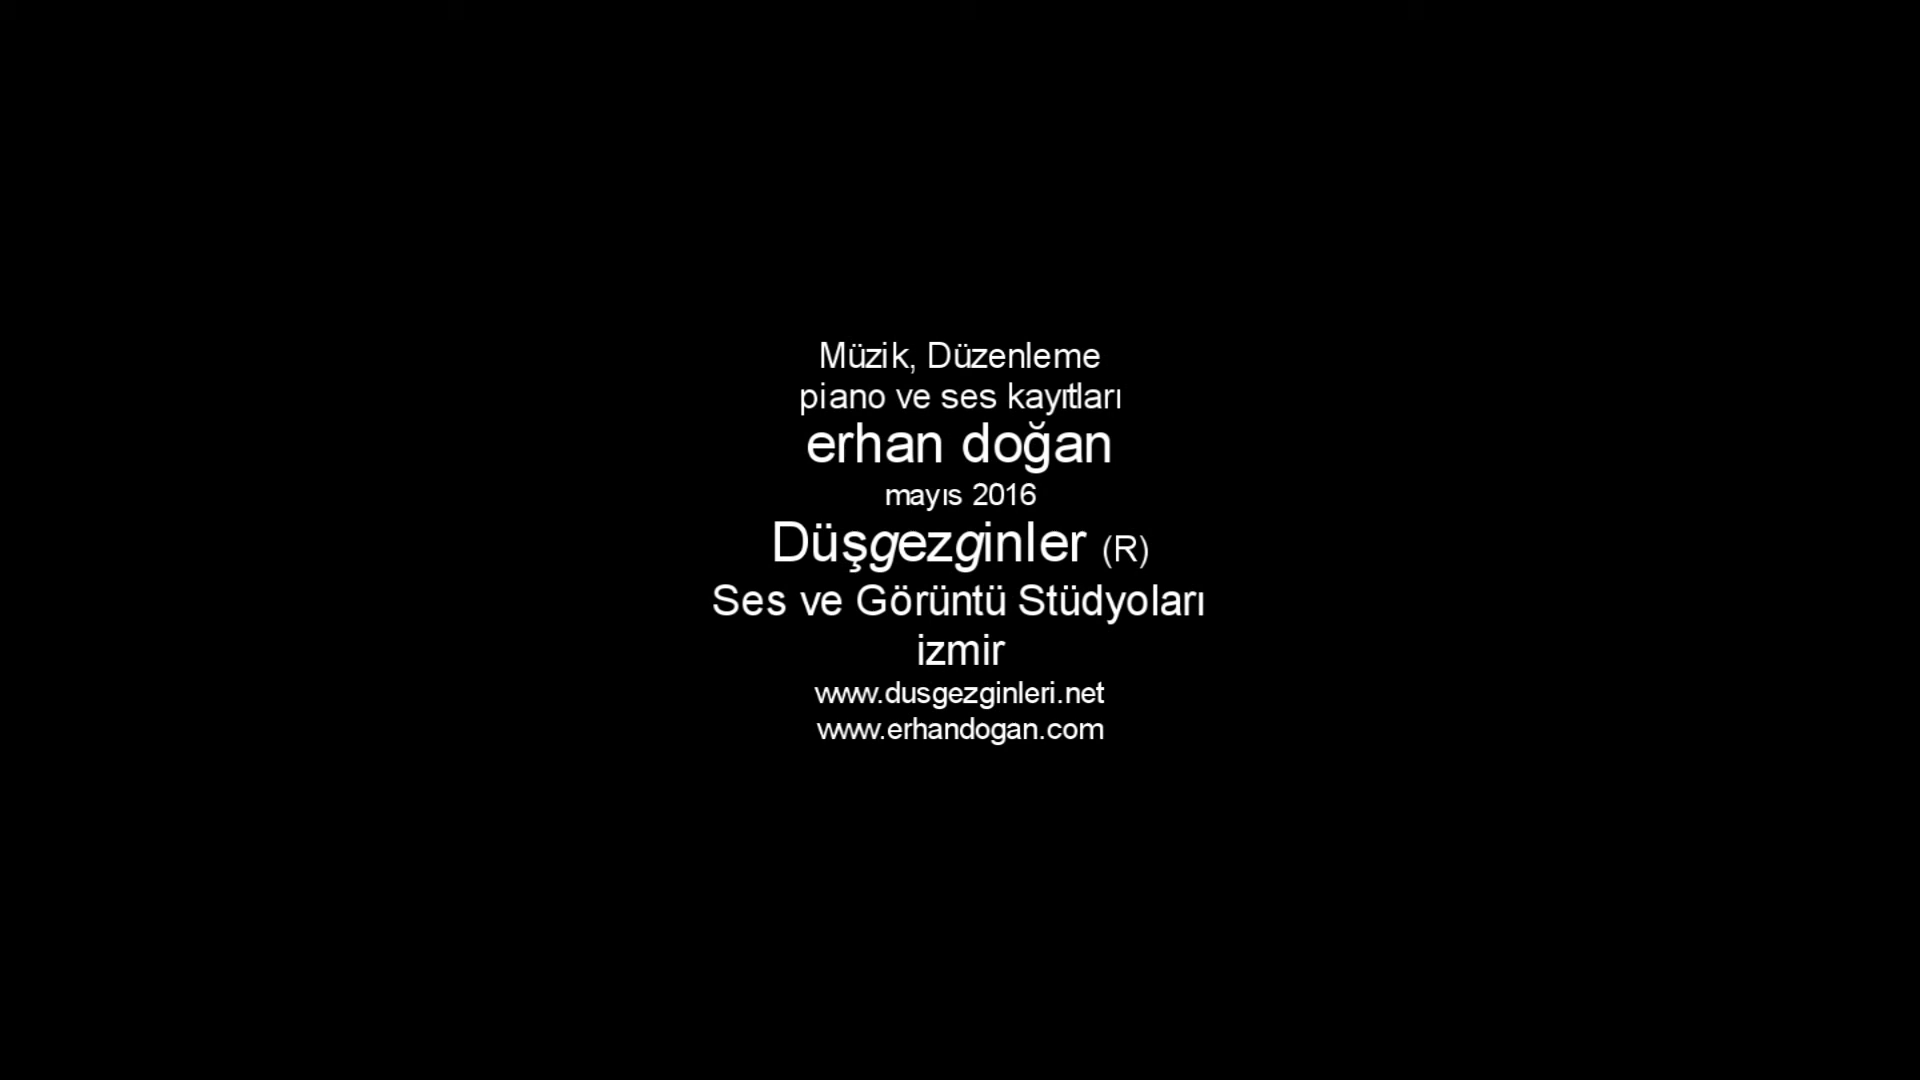 Müzik, Düzenleme
piano ve ses kayıtları
erhan doğan
mayıs 2016
Düşgezginler (R)
Ses ve Görüntü Stüdyoları
izmir
www.dusgezginleri.net
www.erhandogan.com